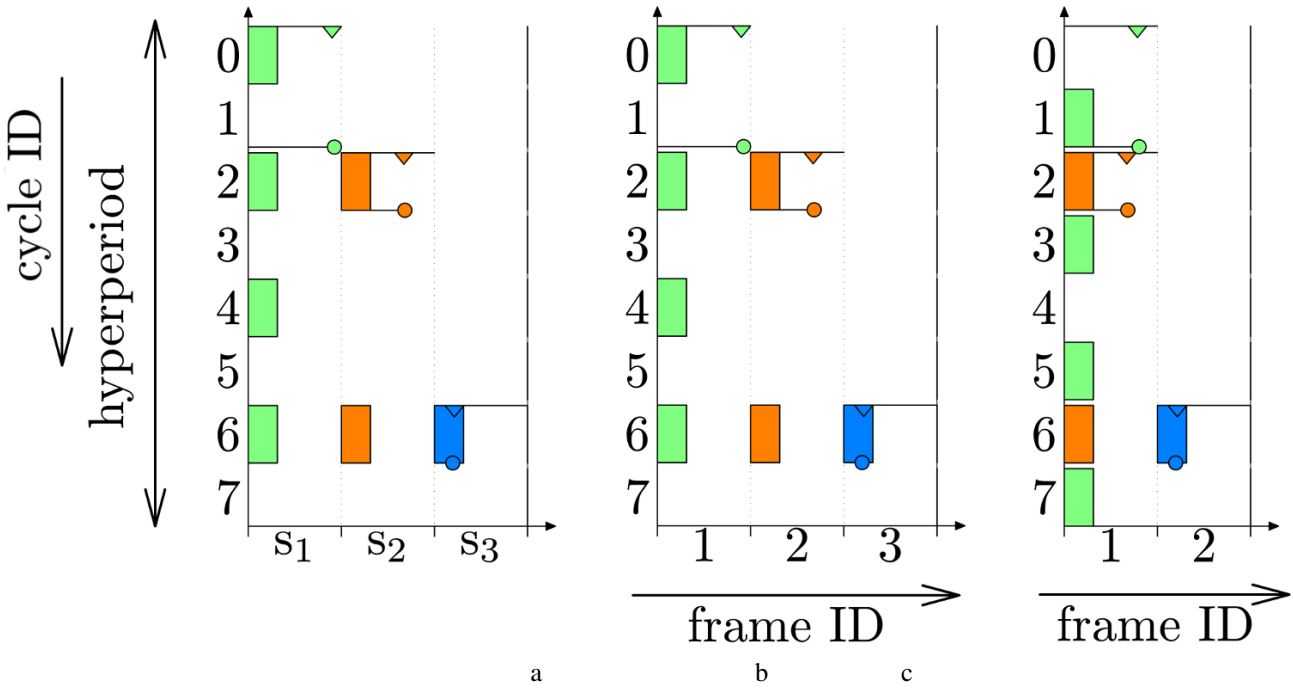 cycle ID
hyperperiod
0 0 0
1 1 1
2 2 2
3 3 3
4 4 4
5 5 5
6 6 6
7 7 7
s1 s2 s3 1 2 3 1 2
frame ID frame ID
a b c